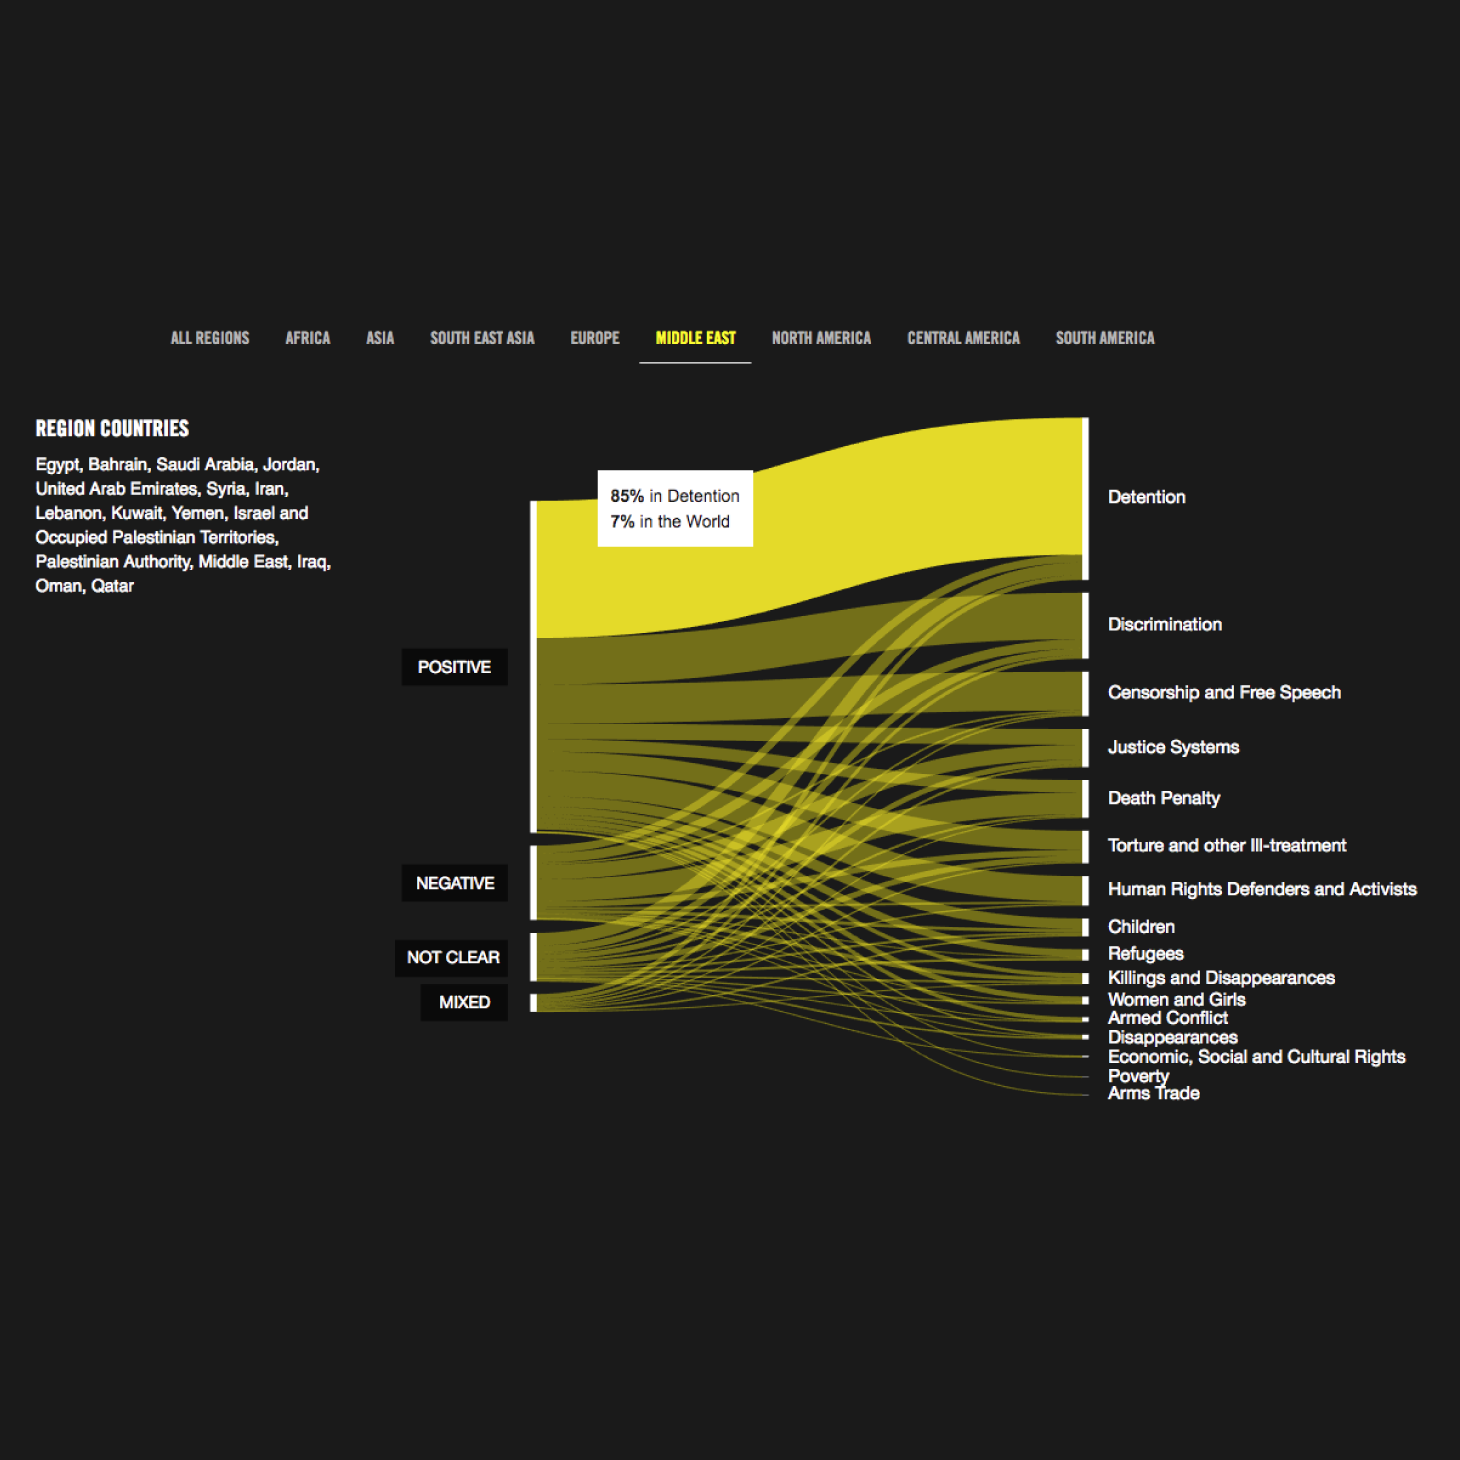 ALL REGIONS AFRICA ASIA SOUTH EAST ASIA EUROPE MIDDLE EAST NORTH AMERICA CENTRAL AMERICA SOUTH AMERICA
REGION COUNTRIES
Egypt, Bahrain, Saudi Arabia, Jordan,
United Arab Emirates, Syria, Iran,
Lebanon, Kuwait, Yemen, Israel and
Occupied Palestinian Territories,
Palestinian Authority, Middle East, Iraq,
Oman, Qatar
85% in Detention
7% in the World
POSITIVE
NEGATIVE
NOT CLEAR
MIXED
Detention
Discrimination
Censorship and Free Speech
Justice Systems
Death Penalty
Torture and other Ill-treatment
Human Rights Defenders and Activists
Children
Refugees
Killings and Disappearances
Women and Girls
Armed Conflict
Disappearances
Economic, Social and Cultural Rights
Poverty
Arms Trade